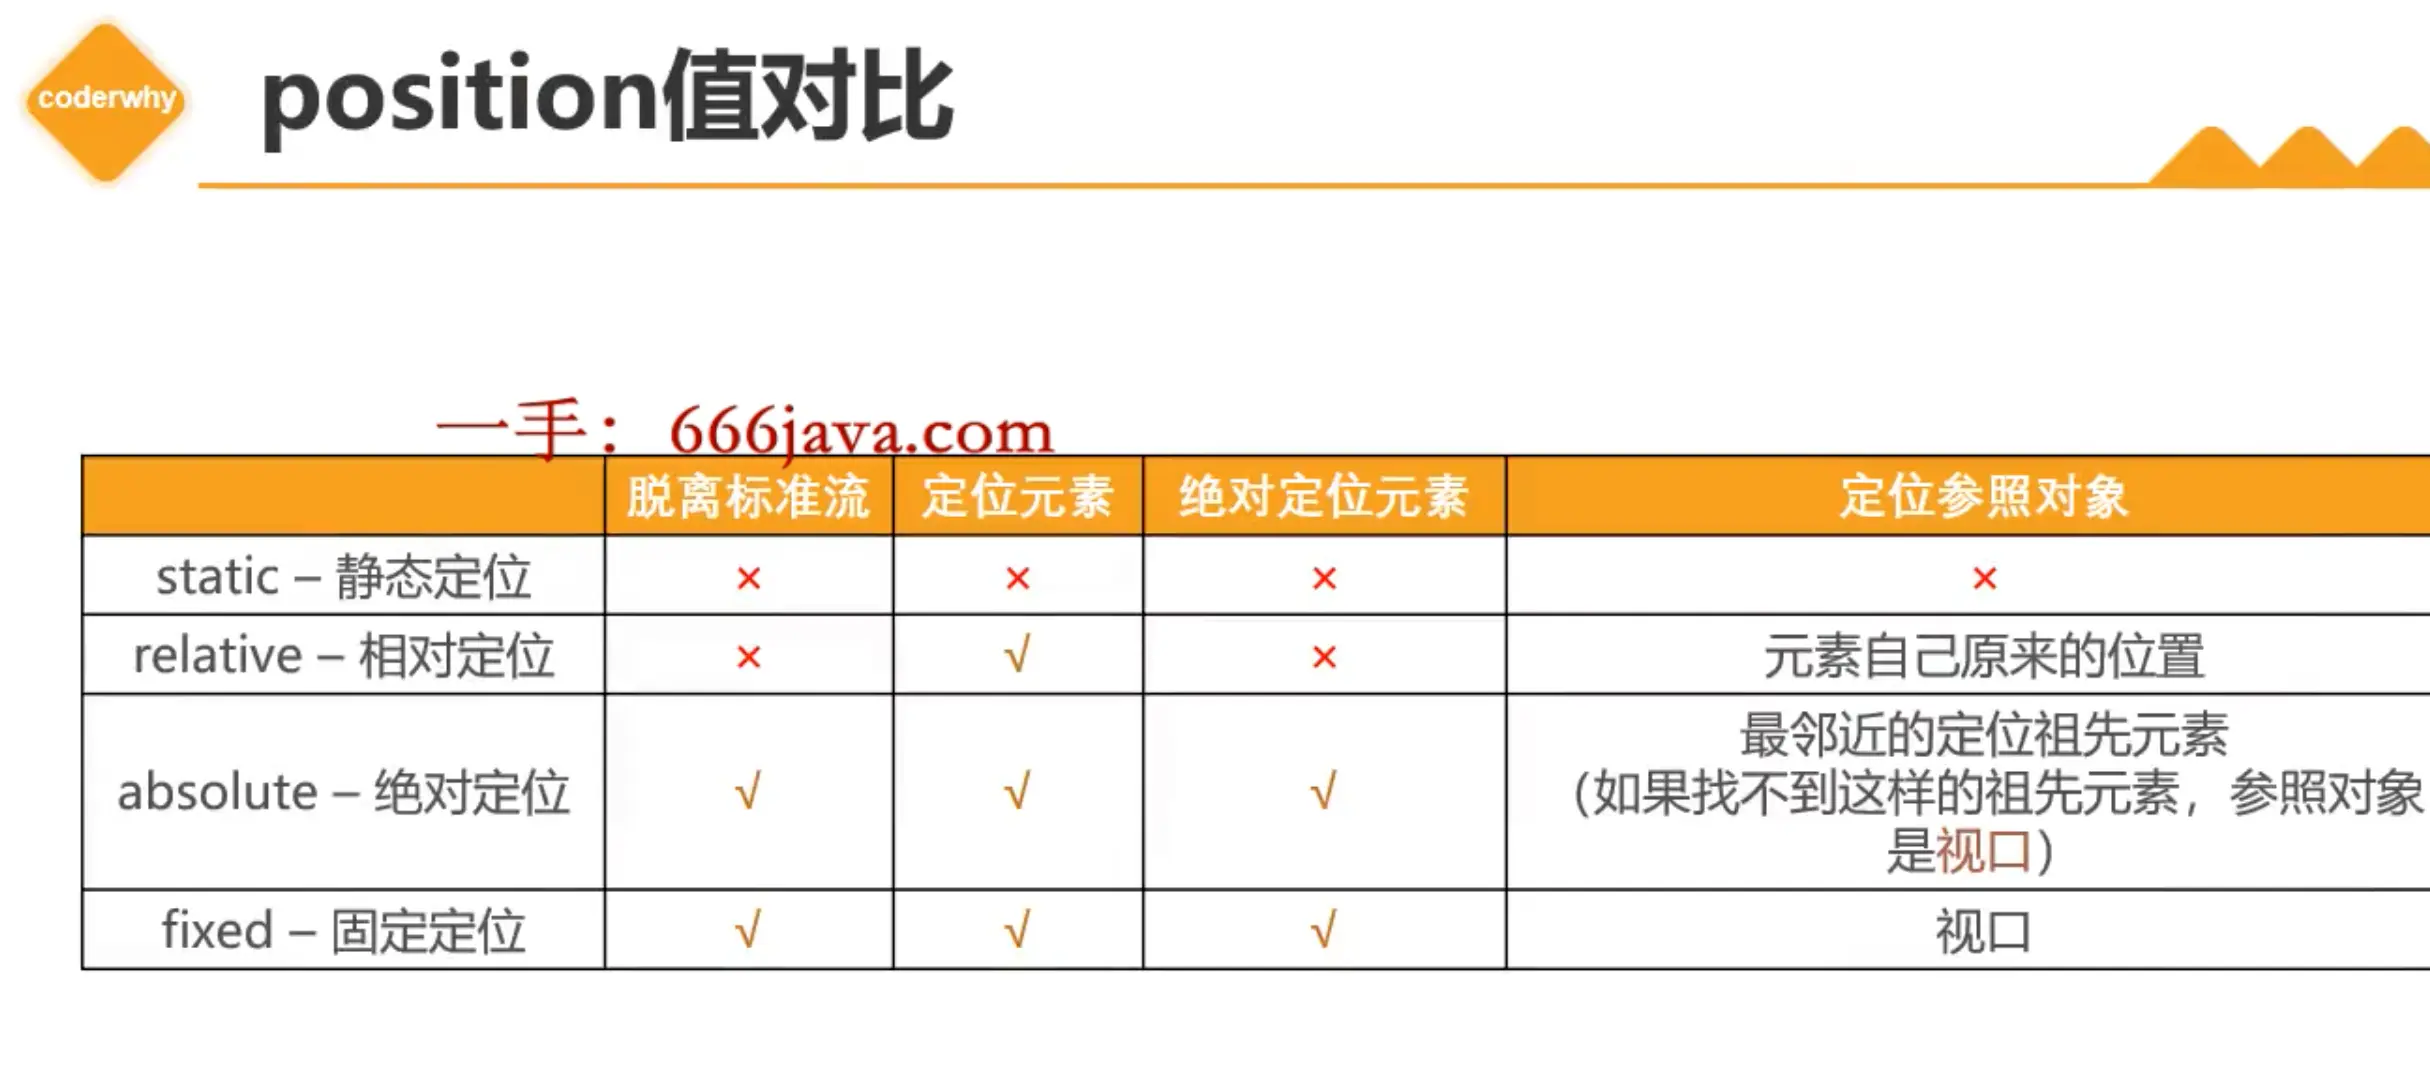 coderwhy
position值对比
一手：666java.com
脱离标准流 定位元素 绝对定位元素 定位参照对象
static – 静态定位 × × × ×
relative – 相对定位 × √ × 元素自己原来的位置
absolute – 绝对定位 √ √ √ 最邻近的定位祖先元素
（如果找不到这样的祖先元素，参照对象
是视口）
fixed – 固定定位 √ √ √ 视口